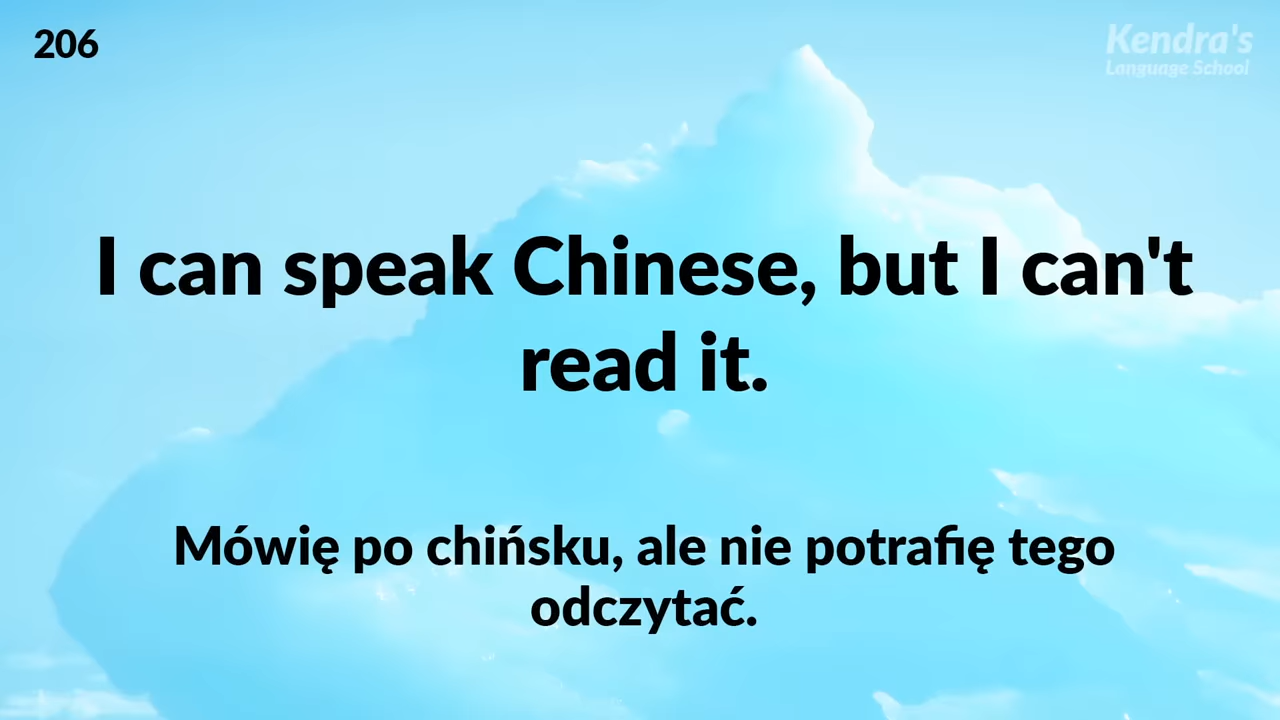 206
Kendra's
Language School
I can speak Chinese, but I can't
read it.
Mówię po chińsku, ale nie potrafię tego
odczytać.